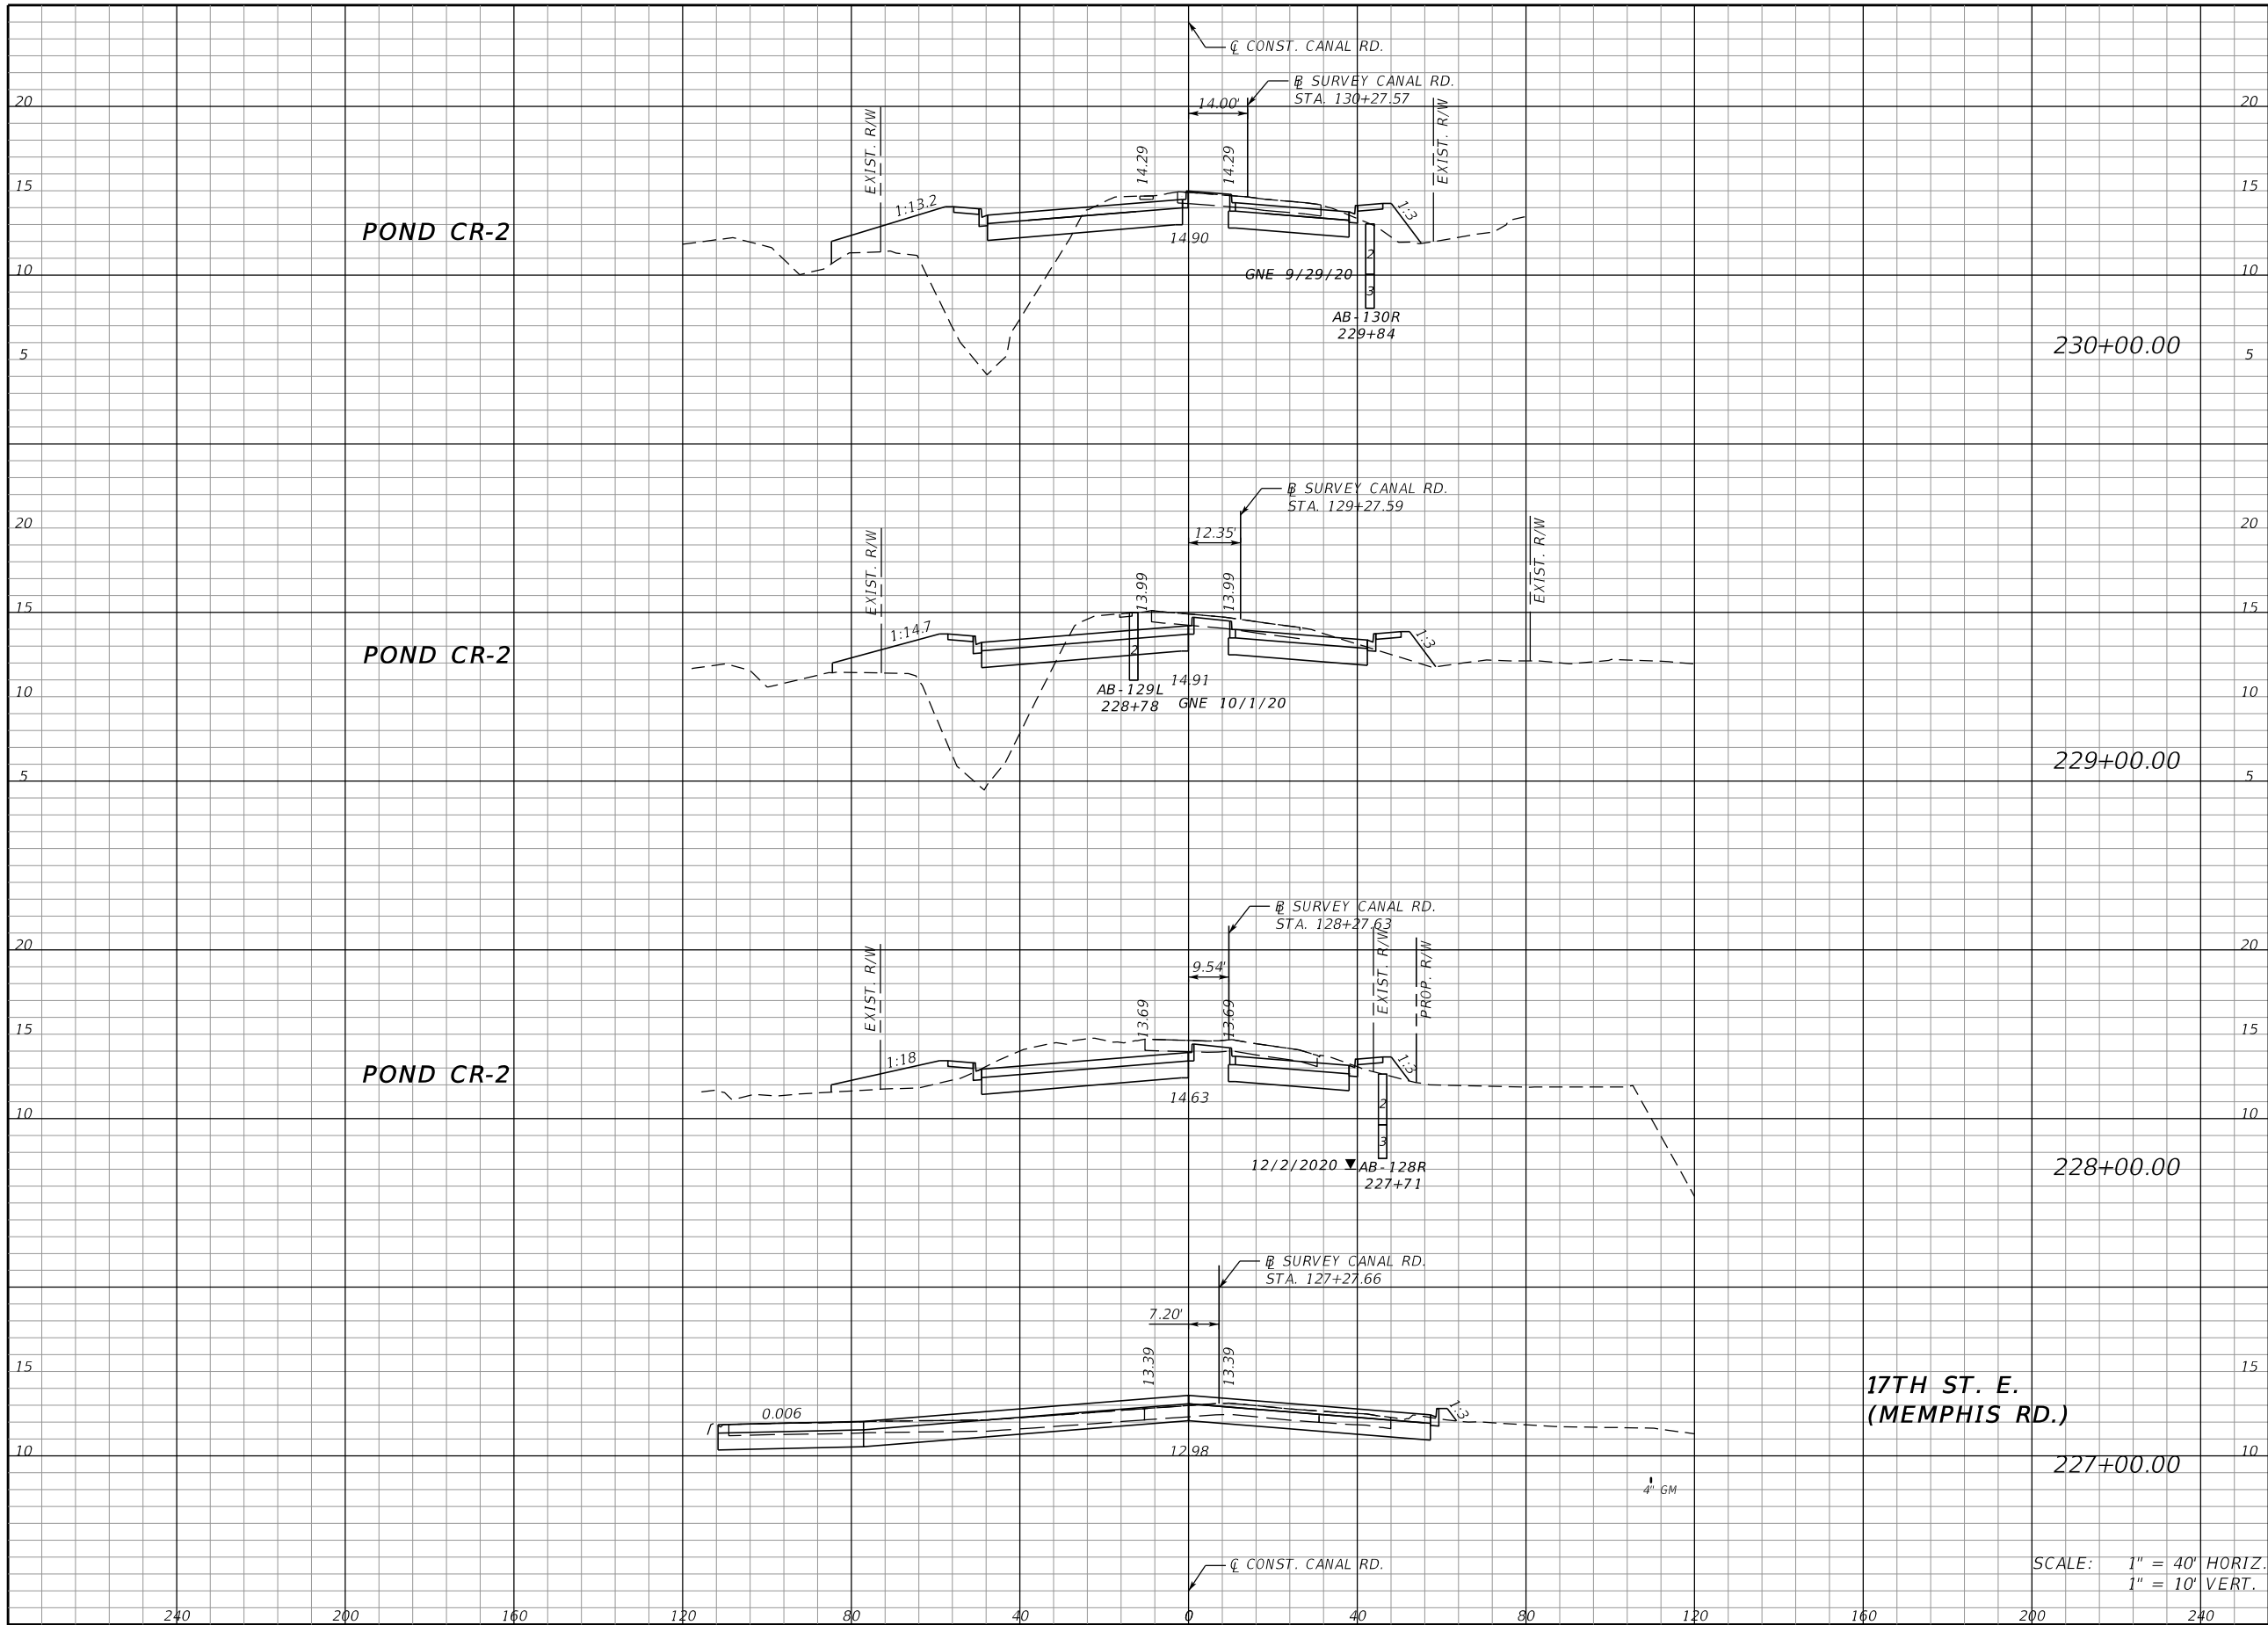 ℄ CONST. CANAL RD.
BL SURVEY CANAL RD.
STA. 130+27.57
14.00'
20
20
EXIST. R/W
EXIST. R/W
14.29
14.29
15
15
1:13.2
1:3
POND CR-2
14.90
2
10
GNE 9/29/20
10
3
AB-130R
229+84
230+00.00
5
5
BL SURVEY CANAL RD.
STA. 129+27.59
12.35'
20
20
EXIST. R/W
EXIST. R/W
13.99
13.99
15
15
1:14.7
1:3
POND CR-2
2
14.91
10
10
AB-129L
228+78
GNE 10/1/20
229+00.00
5
5
BL SURVEY CANAL RD.
STA. 128+27.63
9.54'
20
20
EXIST. R/W
EXIST. R/W
PROP. R/W
13.69
13.69
15
15
1:18
1:3
POND CR-2
14.63
2
10
10
3
12/2/2020
AB-128R
227+71
228+00.00
BL SURVEY CANAL RD.
STA. 127+27.66
7.20'
13.39
13.39
15
15
17TH ST. E.
(MEMPHIS RD.)
0.006
1:3
10
12.98
10
227+00.00
4" GM
℄ CONST. CANAL RD.
SCALE: 1" = 40' HORIZ.
1" = 10' VERT.
240 200 160 120 80 40 0 40 80 120 160 200 240